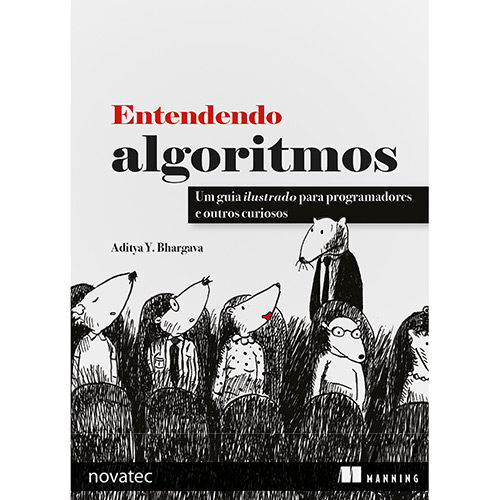 Entendendo
algoritmos
Um guia ilustrado para programadores
e outros curiosos
Aditya Y. Bhargava
novatec
MANNING